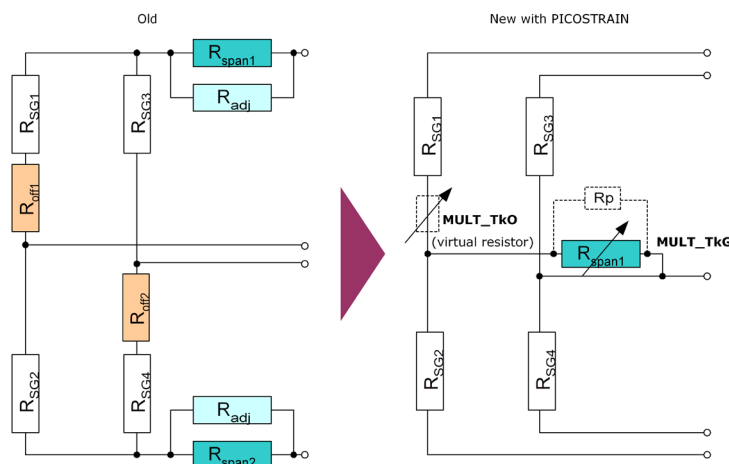 Old
New with PICOSTRAIN
Rspan1
Radj
RSG1
RSG3
Roff1
Roff2
RSG2
RSG4
Radj
Rspan2
RSG1
RSG3
MULT_TkO
(virtual resistor)
Rp
MULT_TkG
Rspan1
RSG2
RSG4